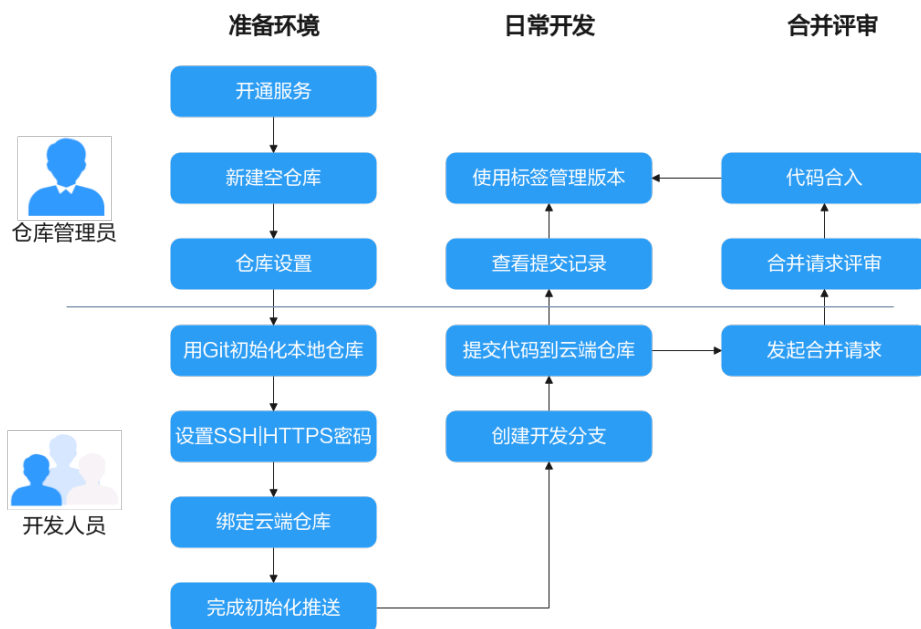 准备环境
日常开发
合并评审
开通服务
新建空仓库
使用标签管理版本
代码合入
仓库管理员
仓库设置
查看提交记录
合并请求评审
用Git初始化本地仓库
提交代码到云端仓库
发起合并请求
设置SSH|HTTPS密码
创建开发分支
绑定云端仓库
开发人员
完成初始化推送